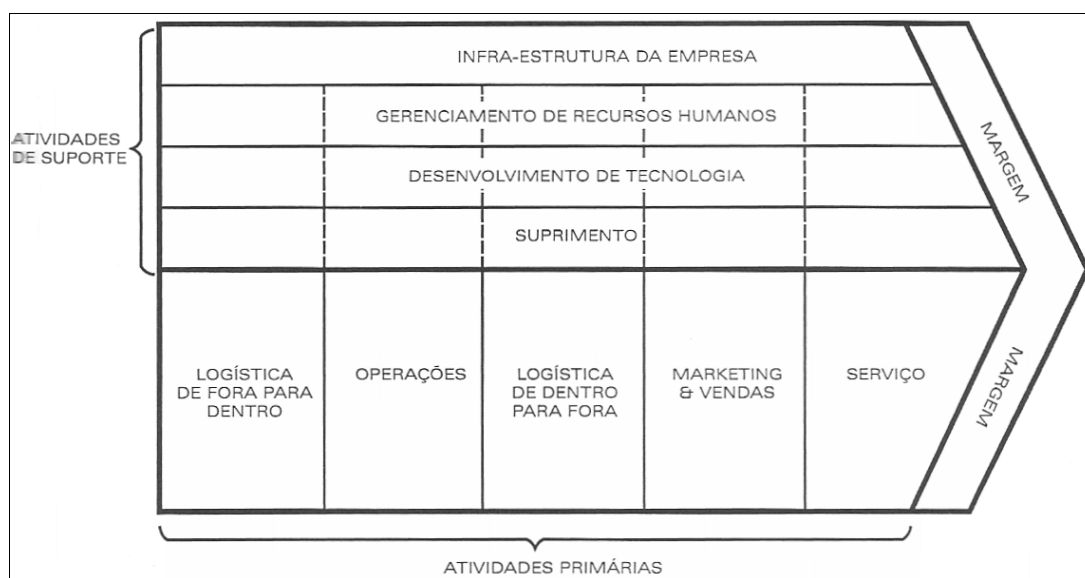 INFRA-ESTRUTURA DA EMPRESA
GERENCIAMENTO DE RECURSOS HUMANOS
ATIVIDADES
DE SUPORTE
DESENVOLVIMENTO DE TECNOLOGIA
SUPRIMENTO
MARGEM
LOGÍSTICA
DE FORA PARA
DENTRO
OPERAÇÕES
LOGÍSTICA
DE DENTRO
PARA FORA
MARKETING
& VENDAS
SERVIÇO
MARGEM
ATIVIDADES PRIMÁRIAS